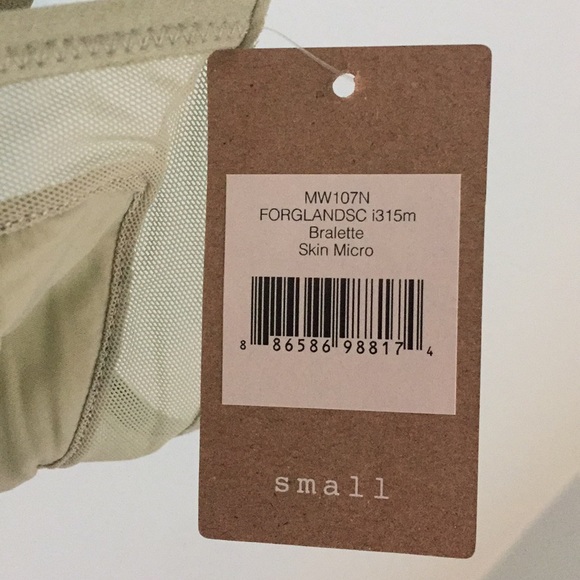 MW107N
FORGLANDSC i315m
Bralette
Skin Micro
8 86586 98817 4
small